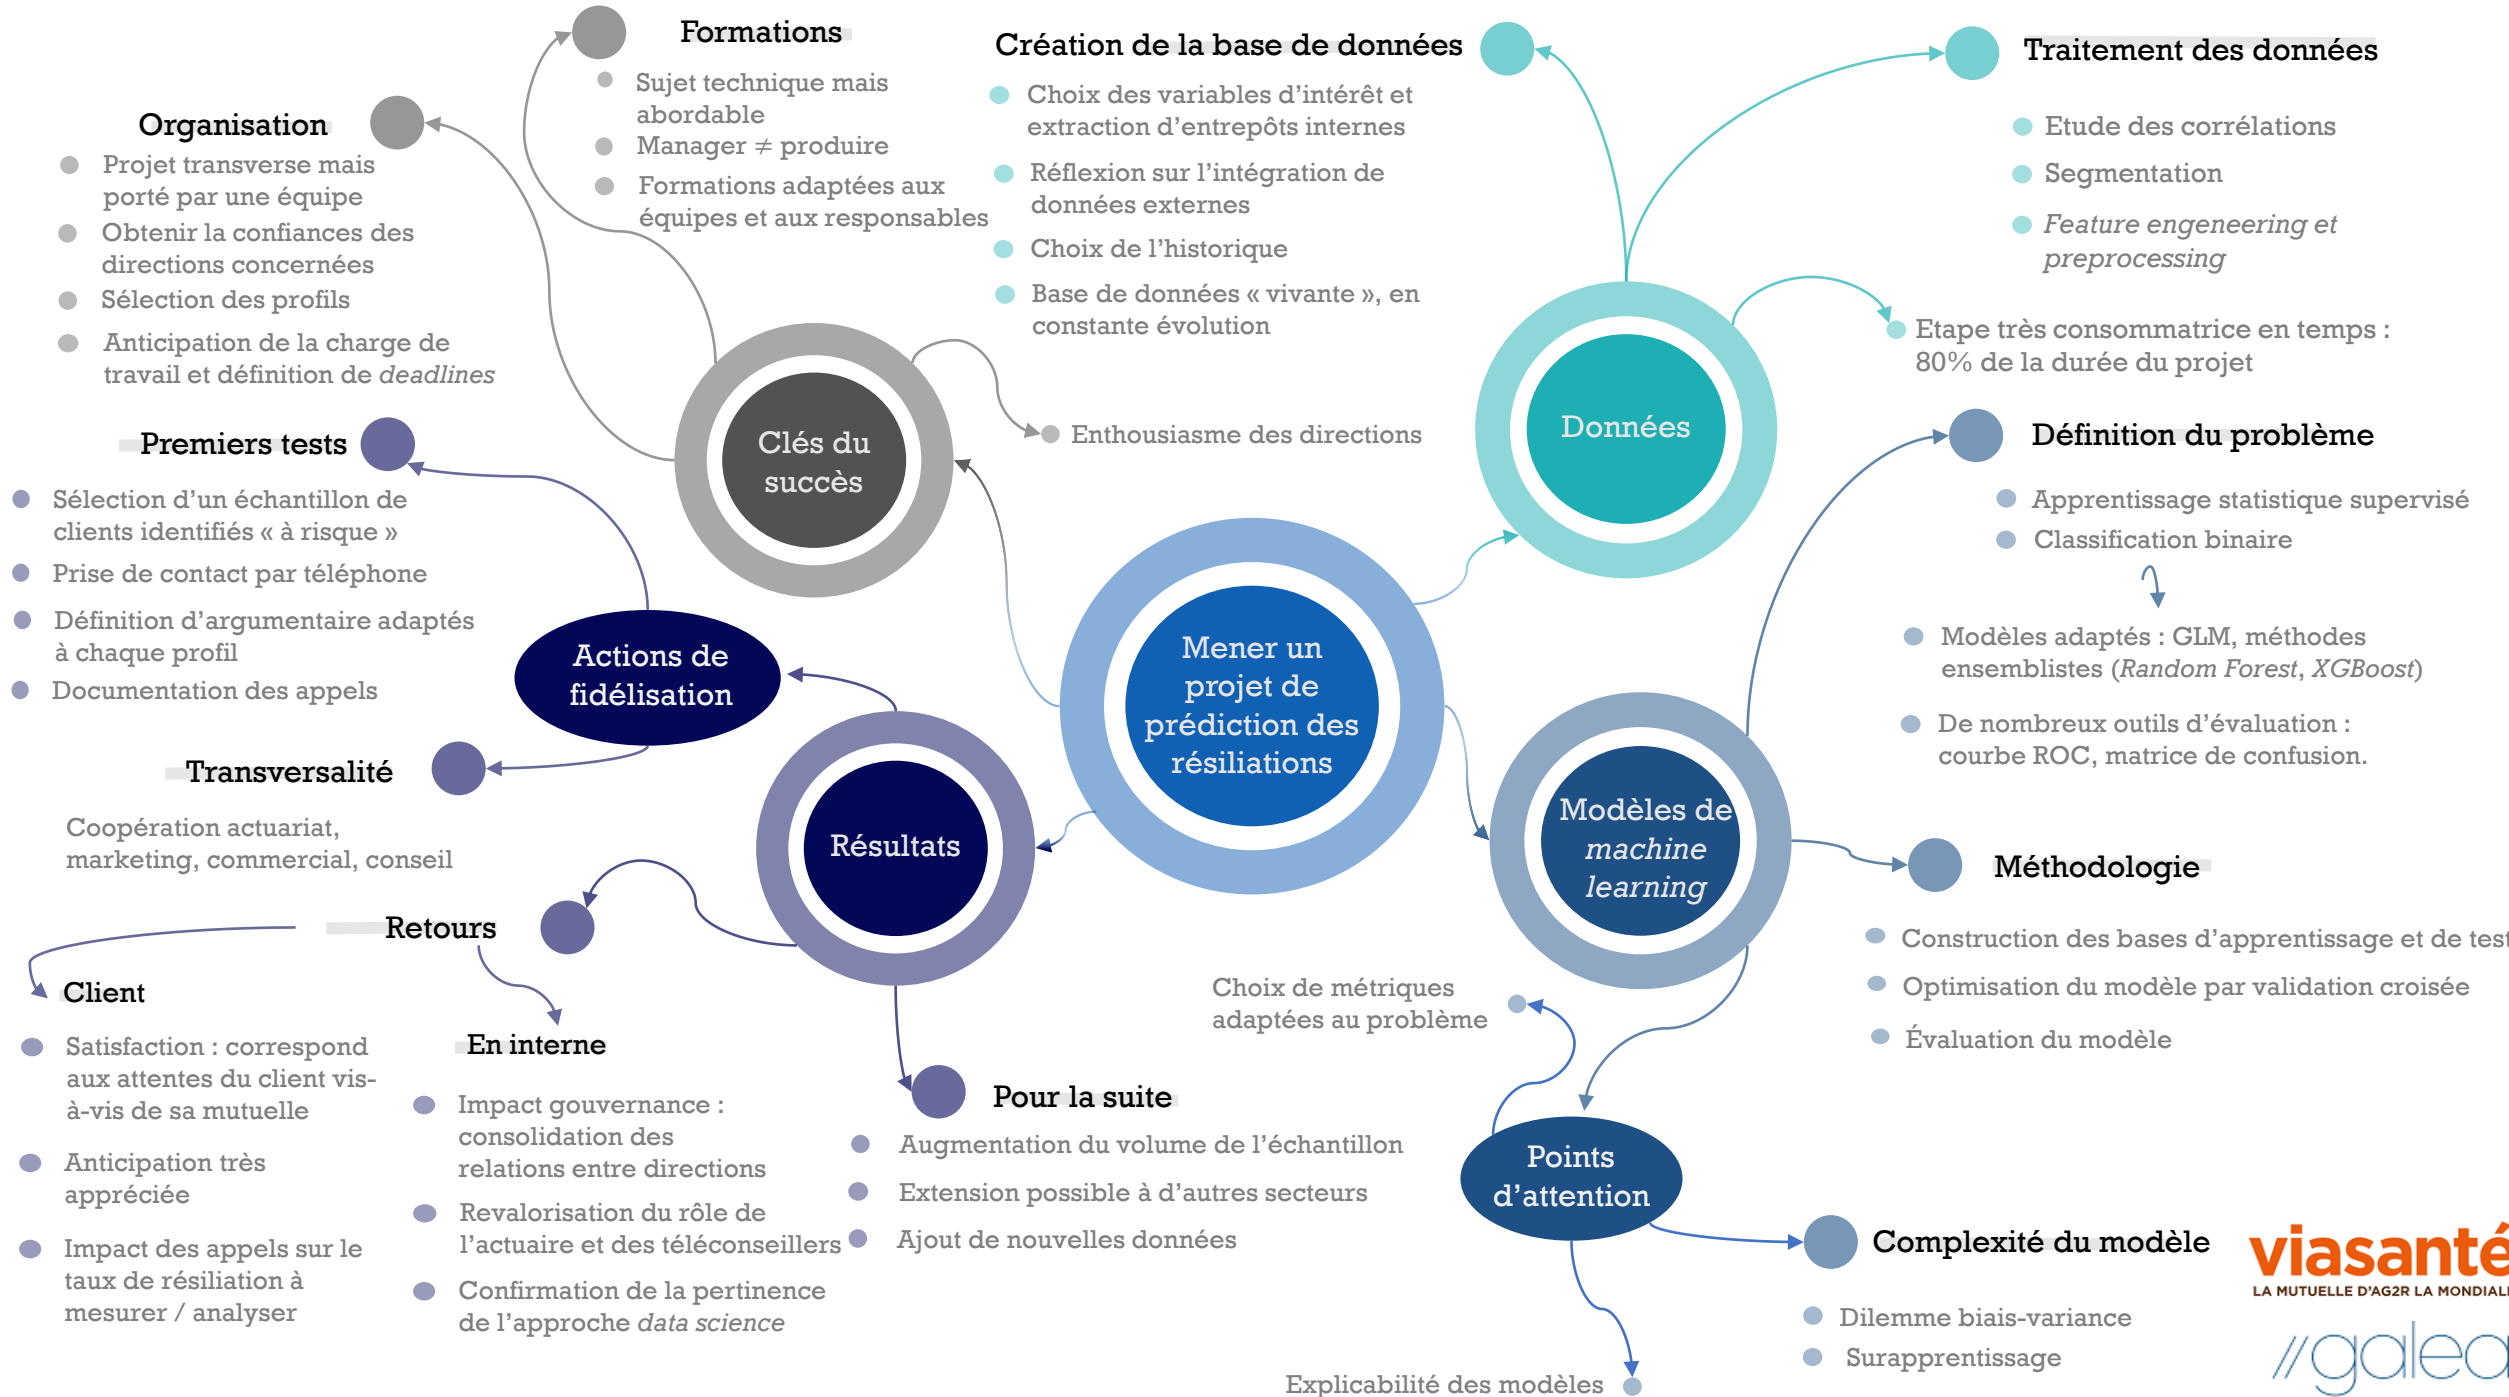 Formations
Sujet technique mais
abordable
Manager ≠ produire
Formations adaptées aux
équipes et aux responsables
Organisation
Projet transverse mais
porté par une équipe
Obtenir la confiances des
directions concernées
Sélection des profils
Anticipation de la charge de
travail et définition de deadlines
Création de la base de données
Choix des variables d'intérêt et
extraction d'entrepôts internes
Réflexion sur l'intégration de
données externes
Choix de l'historique
Base de données « vivante », en
constante évolution
Traitement des données
Etude des corrélations
Segmentation
Feature engeneering et
preprocessing
Etape très consommatrice en temps :
80% de la durée du projet
Clés du
succès
Enthousiasme des directions
Données
Définition du problème
Apprentissage statistique supervisé
Classification binaire
Modèles adaptés : GLM, méthodes
ensemblistes (Random Forest, XGBoost)
De nombreux outils d'évaluation :
courbe ROC, matrice de confusion.
Premiers tests
Sélection d'un échantillon de
clients identifiés « à risque »
Prise de contact par téléphone
Définition d'argumentaire adaptés
à chaque profil
Documentation des appels
Actions de
fidélisation
Mener un
projet de
prédiction des
résiliations
Transversalité
Coopération actuariat,
marketing, commercial, conseil
Résultats
Modèles de
machine
learning
Méthodologie
Construction des bases d'apprentissage et de test
Optimisation du modèle par validation croisée
Évaluation du modèle
Retours
Client
Satisfaction : correspond
aux attentes du client vis-
à-vis de sa mutuelle
Anticipation très
appréciée
Impact des appels sur le
taux de résiliation à
mesurer / analyser
En interne
Impact gouvernance :
consolidation des
relations entre directions
Revalorisation du rôle de
l'actuaire et des téléconseillers
Confirmation de la pertinence
de l'approche data science
Pour la suite
Augmentation du volume de l'échantillon
Extension possible à d'autres secteurs
Ajout de nouvelles données
Choix de métriques
adaptées au problème
Points
d'attention
Explicabilité des modèles
Complexité du modèle
Dilemme biais-variance
Surapprentissage
viasanté
LA MUTUELLE D'AG2R LA MONDIALE
//galea